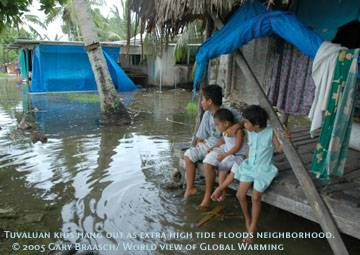 Tuvaluan kids hang out as extra high tide floods neighborhood.
© 2005 Gary Braasch/ World view of Global Warming